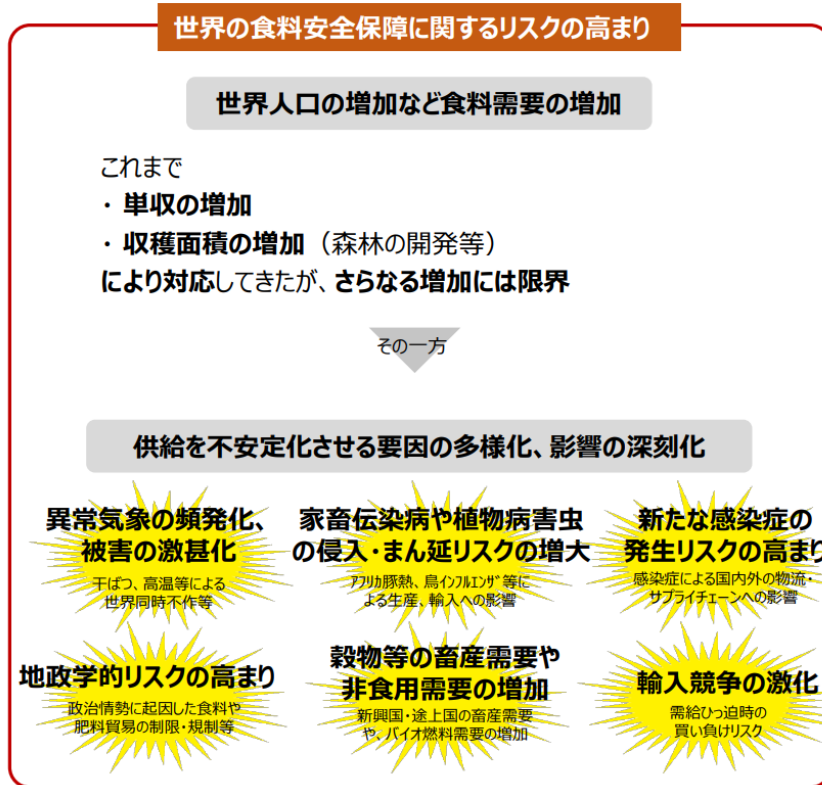 世界の食料安全保障に関するリスクの高まり
世界人口の増加など食料需要の増加
これまで
・ 単収の増加
・ 収穫面積の増加（森林の開発等）
により対応してきたが、さらなる増加には限界
その一方
供給を不安定化させる要因の多様化、影響の深刻化
異常気象の頻発化、
被害の激甚化
干ばつ、高温等による
世界同時不作等
家畜伝染病や植物病害虫
の侵入・まん延リスクの増大
ｱﾌﾘｶ豚熱、鳥ｲﾝﾌﾙｴﾝｻﾞ等に
よる生産、輸入への影響
新たな感染症の
発生リスクの高まり
感染症による国内外の物流・
サプライチェーンへの影響
地政学的リスクの高まり
政治情勢に起因した食料や
肥料貿易の制限・規制等
穀物等の畜産需要や
非食用需要の増加
新興国・途上国の畜産需要
や、バイオ燃料需要の増加
輸入競争の激化
需給ひっ迫時の
買い負けリスク